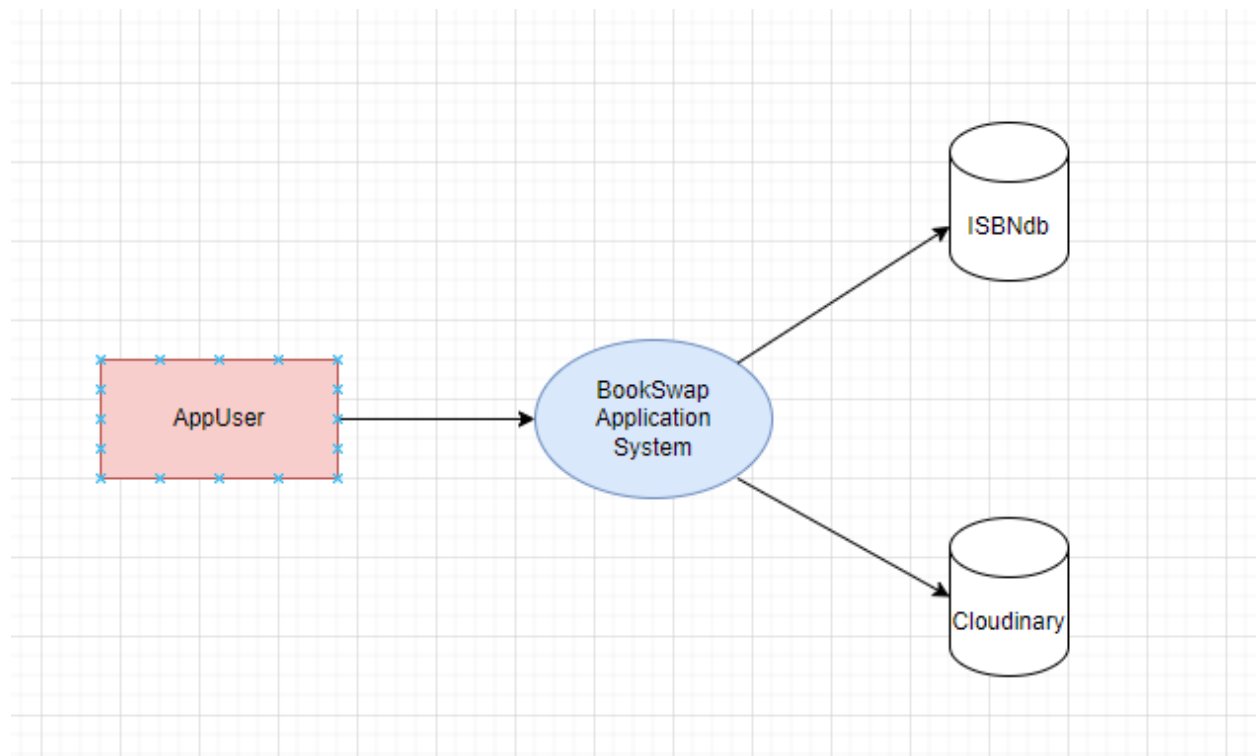 ISBNdb
BookSwap
Application
System
AppUser
Cloudinary